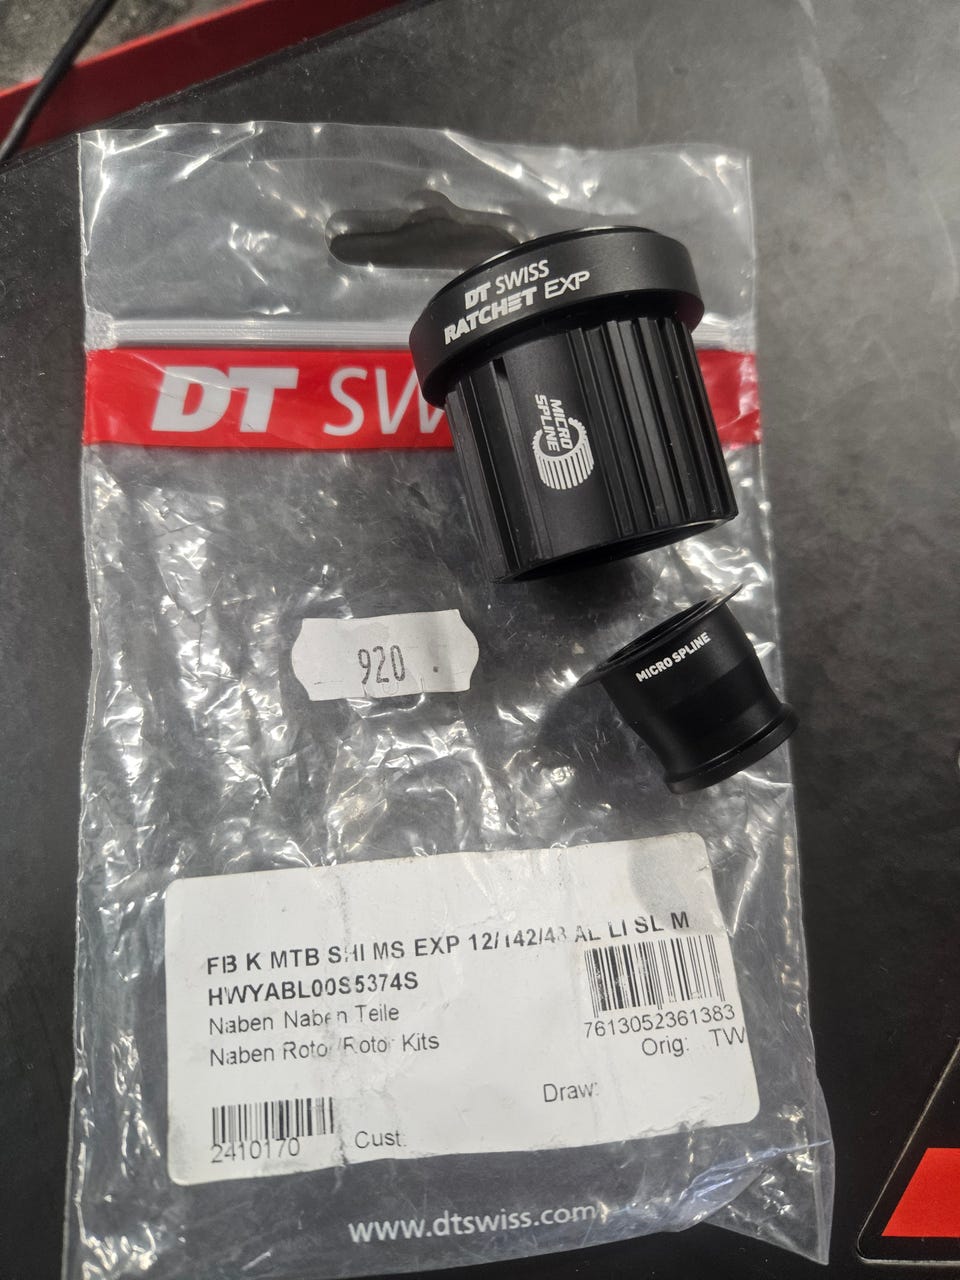 DT SWISS
RATCHET EXP
DT SW
MICRO
SPLINE
MICRO SPLINE
920 .
FB K MTB SHI MS EXP 12/142/48 AL LI SL M
HWYABL00S5374S
Naben Naben Teile
Naben Rotor/Rotor Kits
7613052361383
Orig: TW
Draw:
2410170
Cust:
www.dtswiss.com